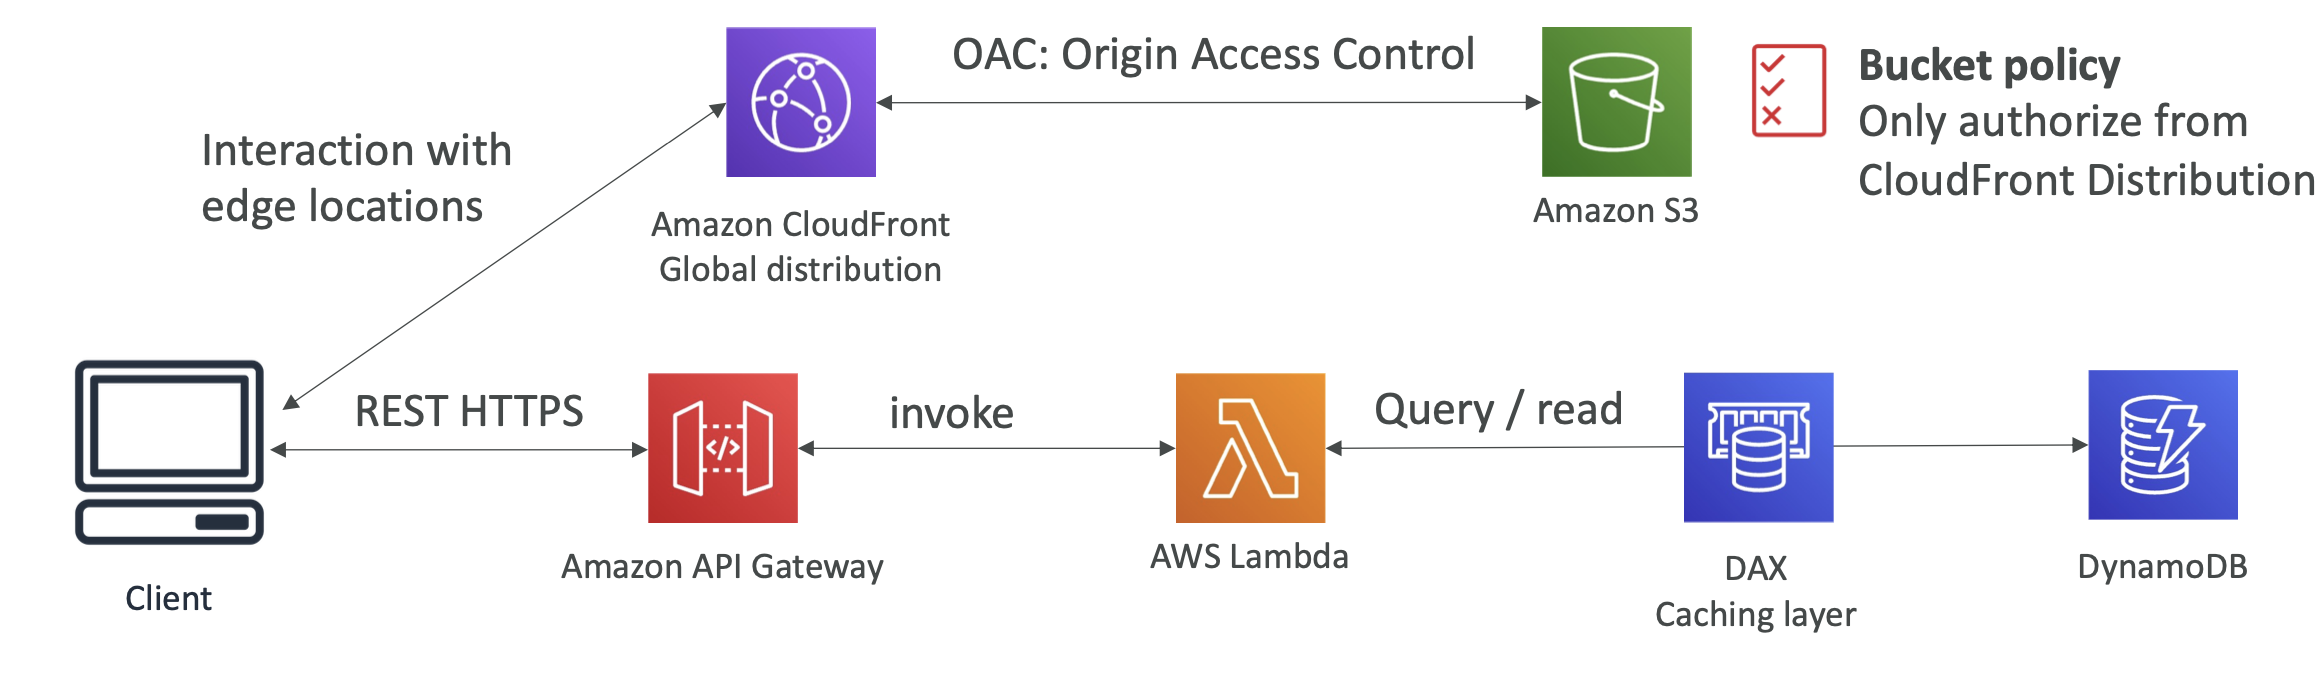 OAC: Origin Access Control
Bucket policy
Only authorize from
CloudFront Distribution
Interaction with
edge locations
Amazon CloudFront
Global distribution
Amazon S3
REST HTTPS
invoke
Query / read
</>
Client
Amazon API Gateway
AWS Lambda
DAX
Caching layer
DynamoDB